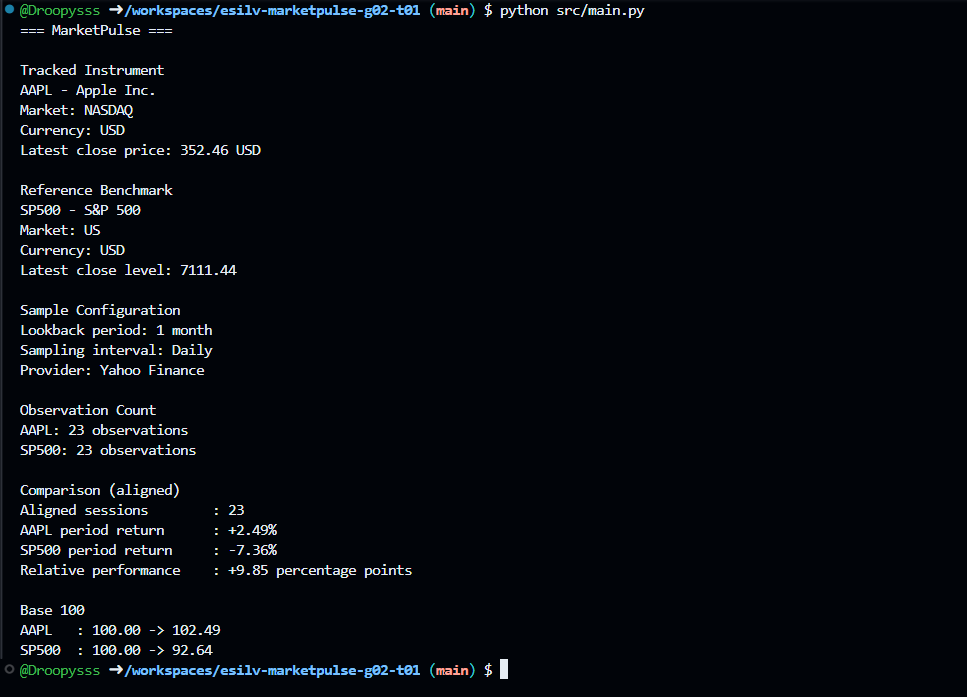 @Droopysss ➜/workspaces/esilv-marketpulse-g02-t01 (main) $ python src/main.py
=== MarketPulse ===
Tracked Instrument
AAPL - Apple Inc.
Market: NASDAQ
Currency: USD
Latest close price: 352.46 USD
Reference Benchmark
SP500 - S&P 500
Market: US
Currency: USD
Latest close level: 7111.44
Sample Configuration
Lookback period: 1 month
Sampling interval: Daily
Provider: Yahoo Finance
Observation Count
AAPL: 23 observations
SP500: 23 observations
Comparison (aligned)
Aligned sessions        : 23
AAPL period return      : +2.49%
SP500 period return     : -7.36%
Relative performance    : +9.85 percentage points
Base 100
AAPL   : 100.00 -> 102.49
SP500  : 100.00 -> 92.64
@Droopysss ➜/workspaces/esilv-marketpulse-g02-t01 (main) $